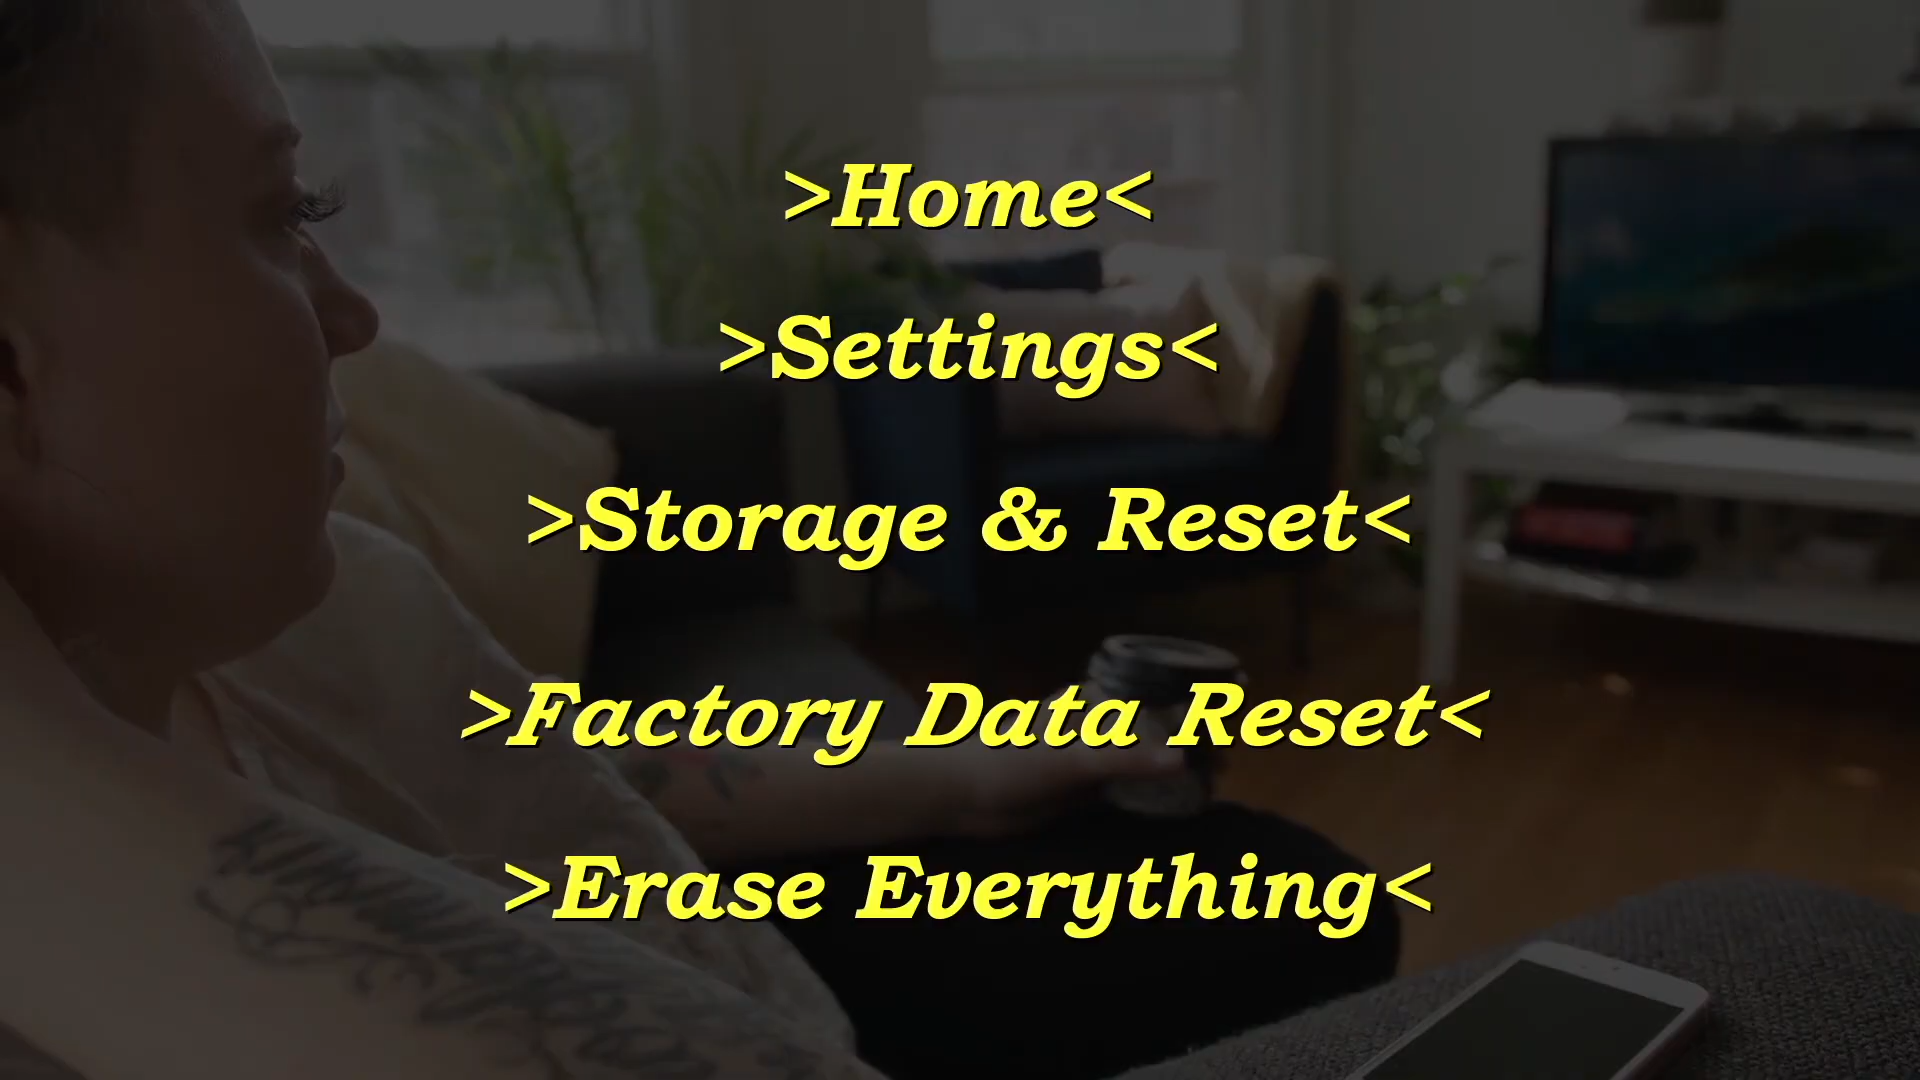 >Home<
>Settings<
>Storage & Reset<
>Factory Data Reset<
>Erase Everything<